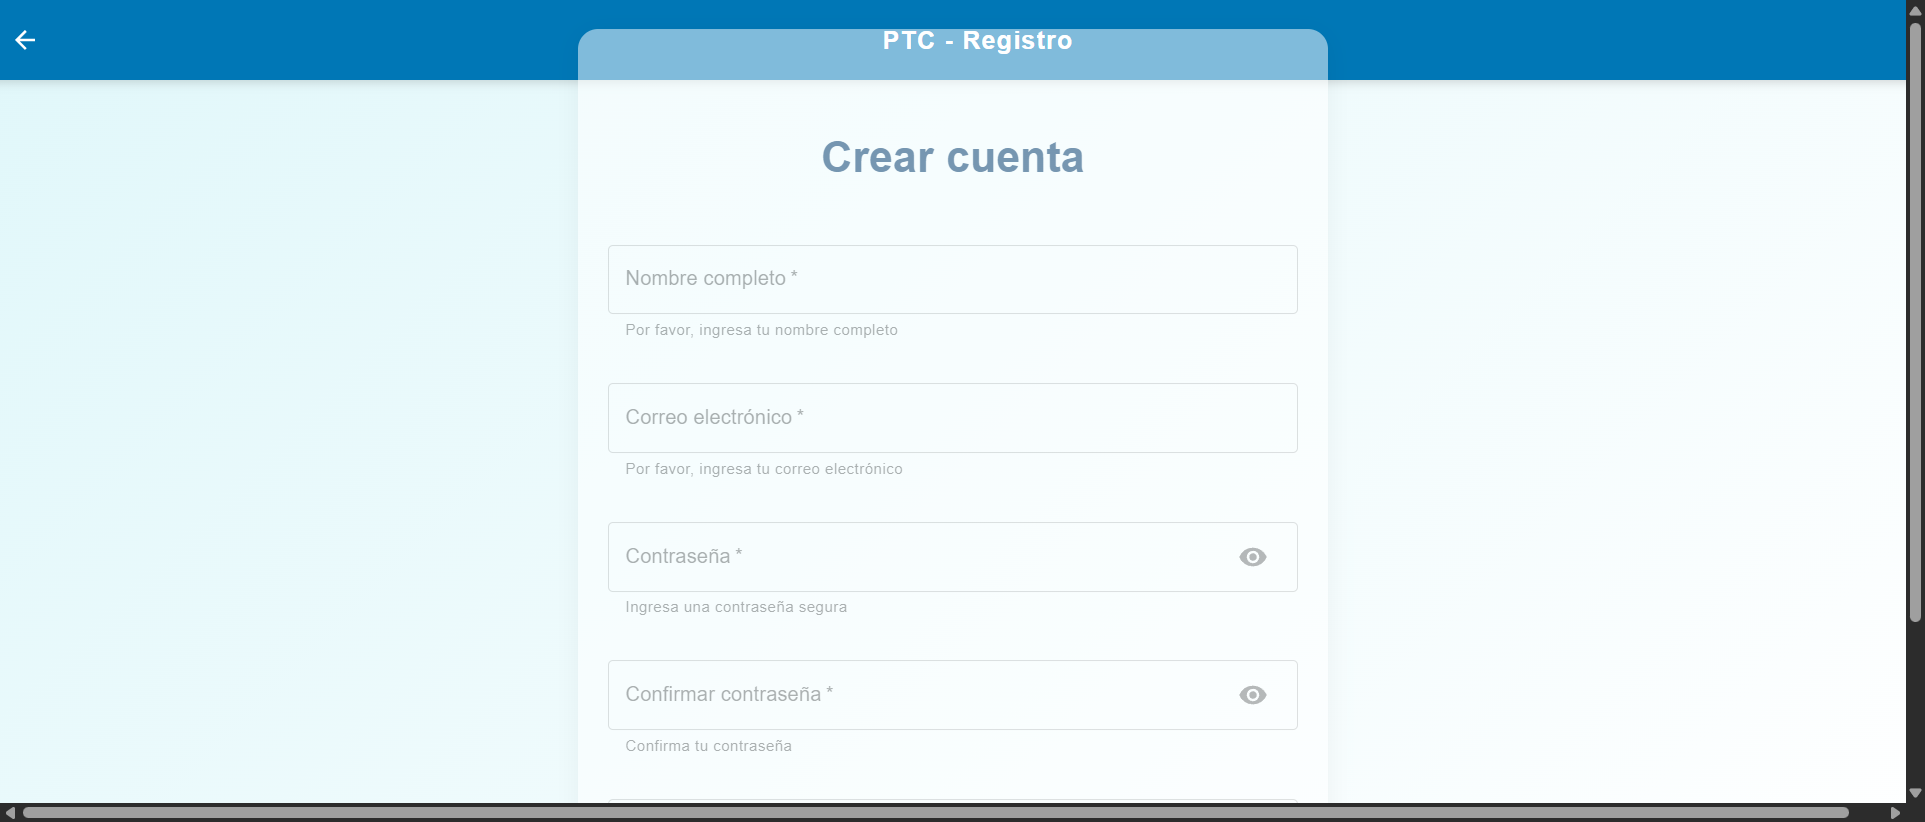 PTC - Registro
Crear cuenta
Nombre completo *
Por favor, ingresa tu nombre completo
Correo electrónico *
Por favor, ingresa tu correo electrónico
Contraseña *
Ingresa una contraseña segura
Confirmar contraseña *
Confirma tu contraseña